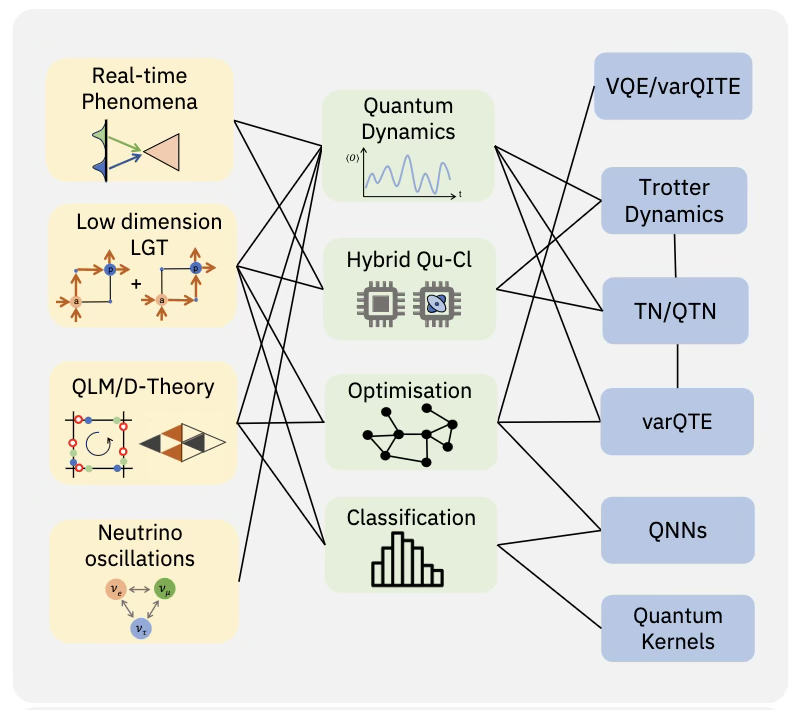 Real-time
Phenomena
Low dimension
LGT
p
a
+
p
a
QLM/D-Theory
Neutrino
oscillations
νe
νμ
ντ
Quantum
Dynamics
⟨O⟩
t
Hybrid Qu-Cl
Optimisation
Classification
VQE/varQITE
Trotter
Dynamics
TN/QTN
varQTE
QNNs
Quantum
Kernels